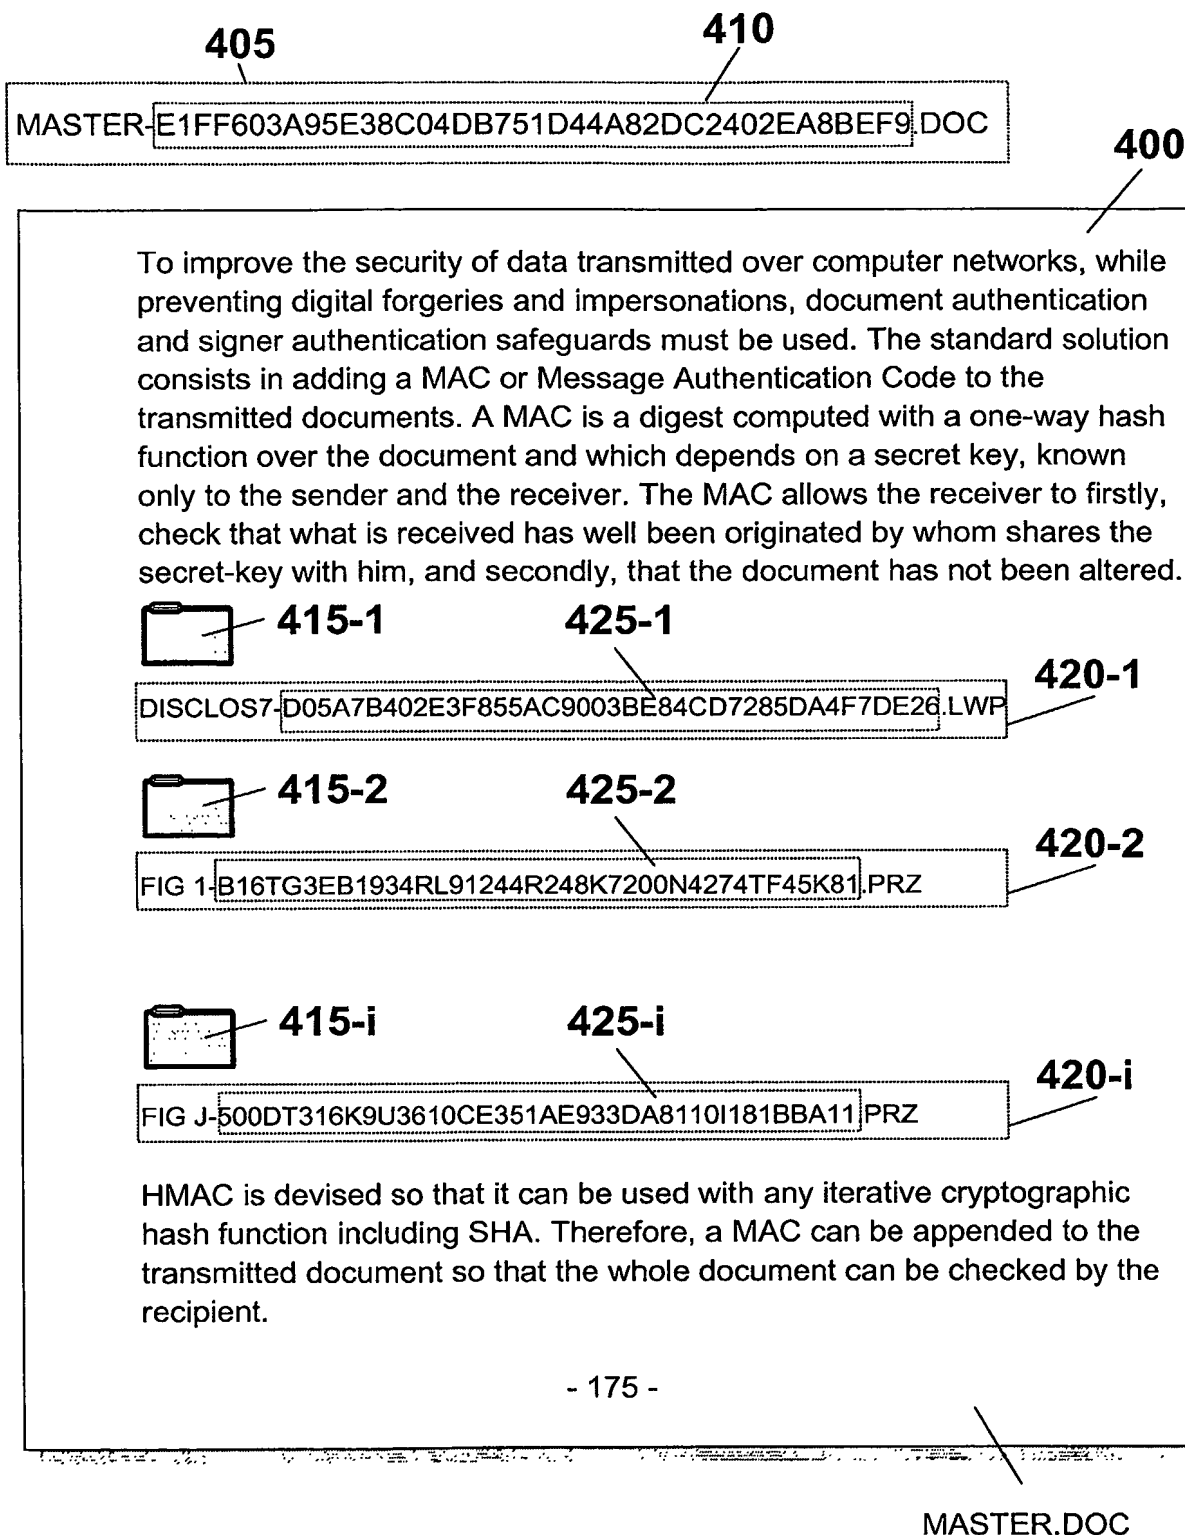 405
410
MASTER-E1FF603A95E38C04DB751D44A82DC2402EA8BEF9.DOC
400
To improve the security of data transmitted over computer networks, while
preventing digital forgeries and impersonations, document authentication
and signer authentication safeguards must be used. The standard solution
consists in adding a MAC or Message Authentication Code to the
transmitted documents. A MAC is a digest computed with a one-way hash
function over the document and which depends on a secret key, known
only to the sender and the receiver. The MAC allows the receiver to firstly,
check that what is received has well been originated by whom shares the
secret-key with him, and secondly, that the document has not been altered.
415-1
425-1
420-1
DISCLOS7-D05A7B402E3F855AC9003BE84CD7285DA4F7DE26.LWP
415-2
425-2
420-2
FIG 1-B16TG3EB1934RL91244R248K7200N4274TF45K81.PRZ
415-i
425-i
420-i
FIG J-500DT316K9U3610CE351AE933DA8110I181BBA11.PRZ
HMAC is devised so that it can be used with any iterative cryptographic
hash function including SHA. Therefore, a MAC can be appended to the
transmitted document so that the whole document can be checked by the
recipient.
- 175 -
MASTER.DOC